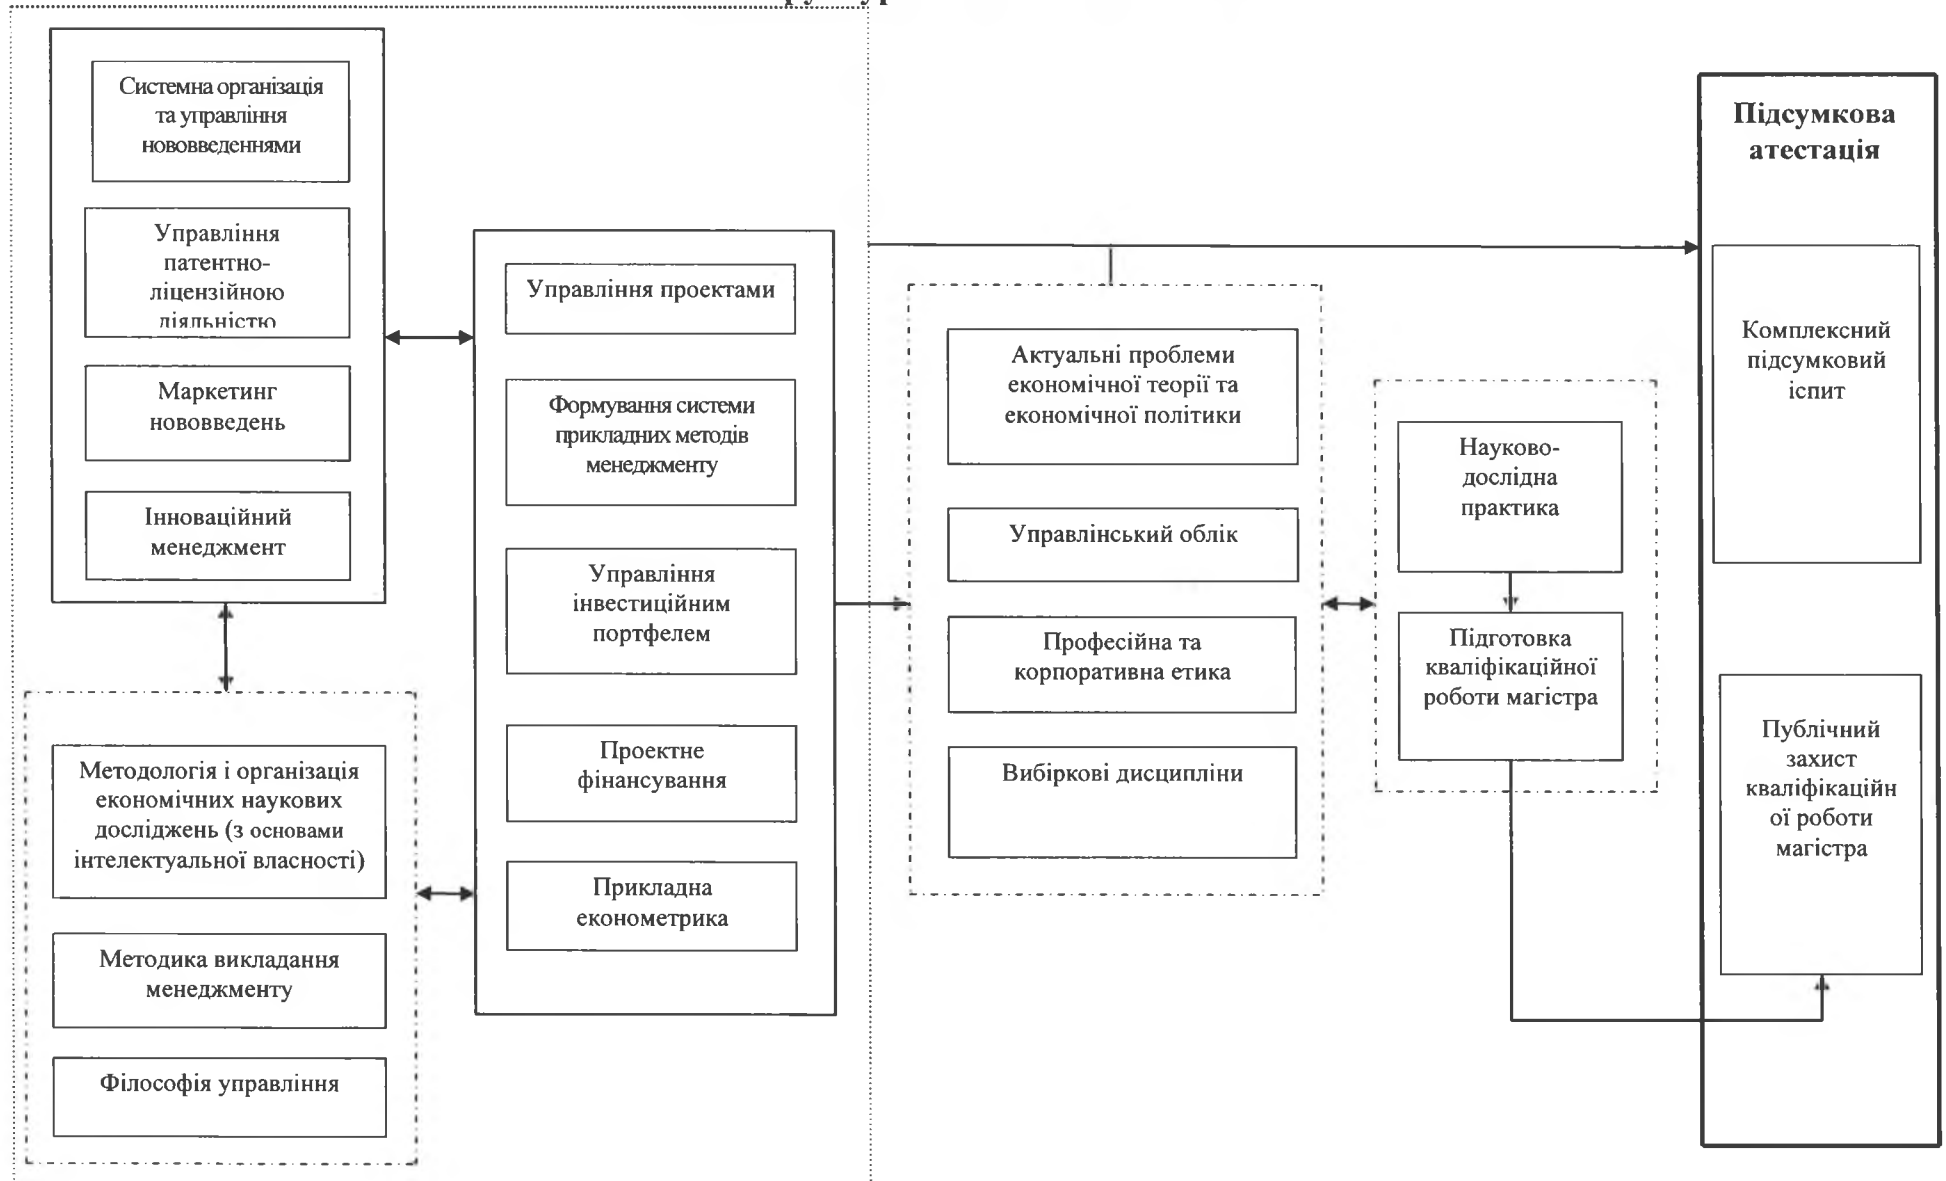 Системна організація
та управління
нововведеннями
Управління
патентно-
ліцензійною
діяльністю
Маркетинг
нововведень
Інноваційний
менеджмент
Методологія і організація
економічних наукових
досліджень (з основами
інтелектуальної власності)
Методика викладання
менеджменту
Філософія управління
Управління проектами
Формування системи
прикладних методів
менеджменту
Управління
інвестиційним
портфелем
Проектне
фінансування
Прикладна
економетрика
Актуальні проблеми
економічної теорії та
економічної політики
Управлінський облік
Професійна та
корпоративна етика
Вибіркові дисципліни
Науково-
дослідна
практика
Підготовка
кваліфікаційної
роботи магістра
Підсумкова
атестація
Комплексний
підсумковий
іспит
Публічний
захист
кваліфікаційн
ої роботи
магістра